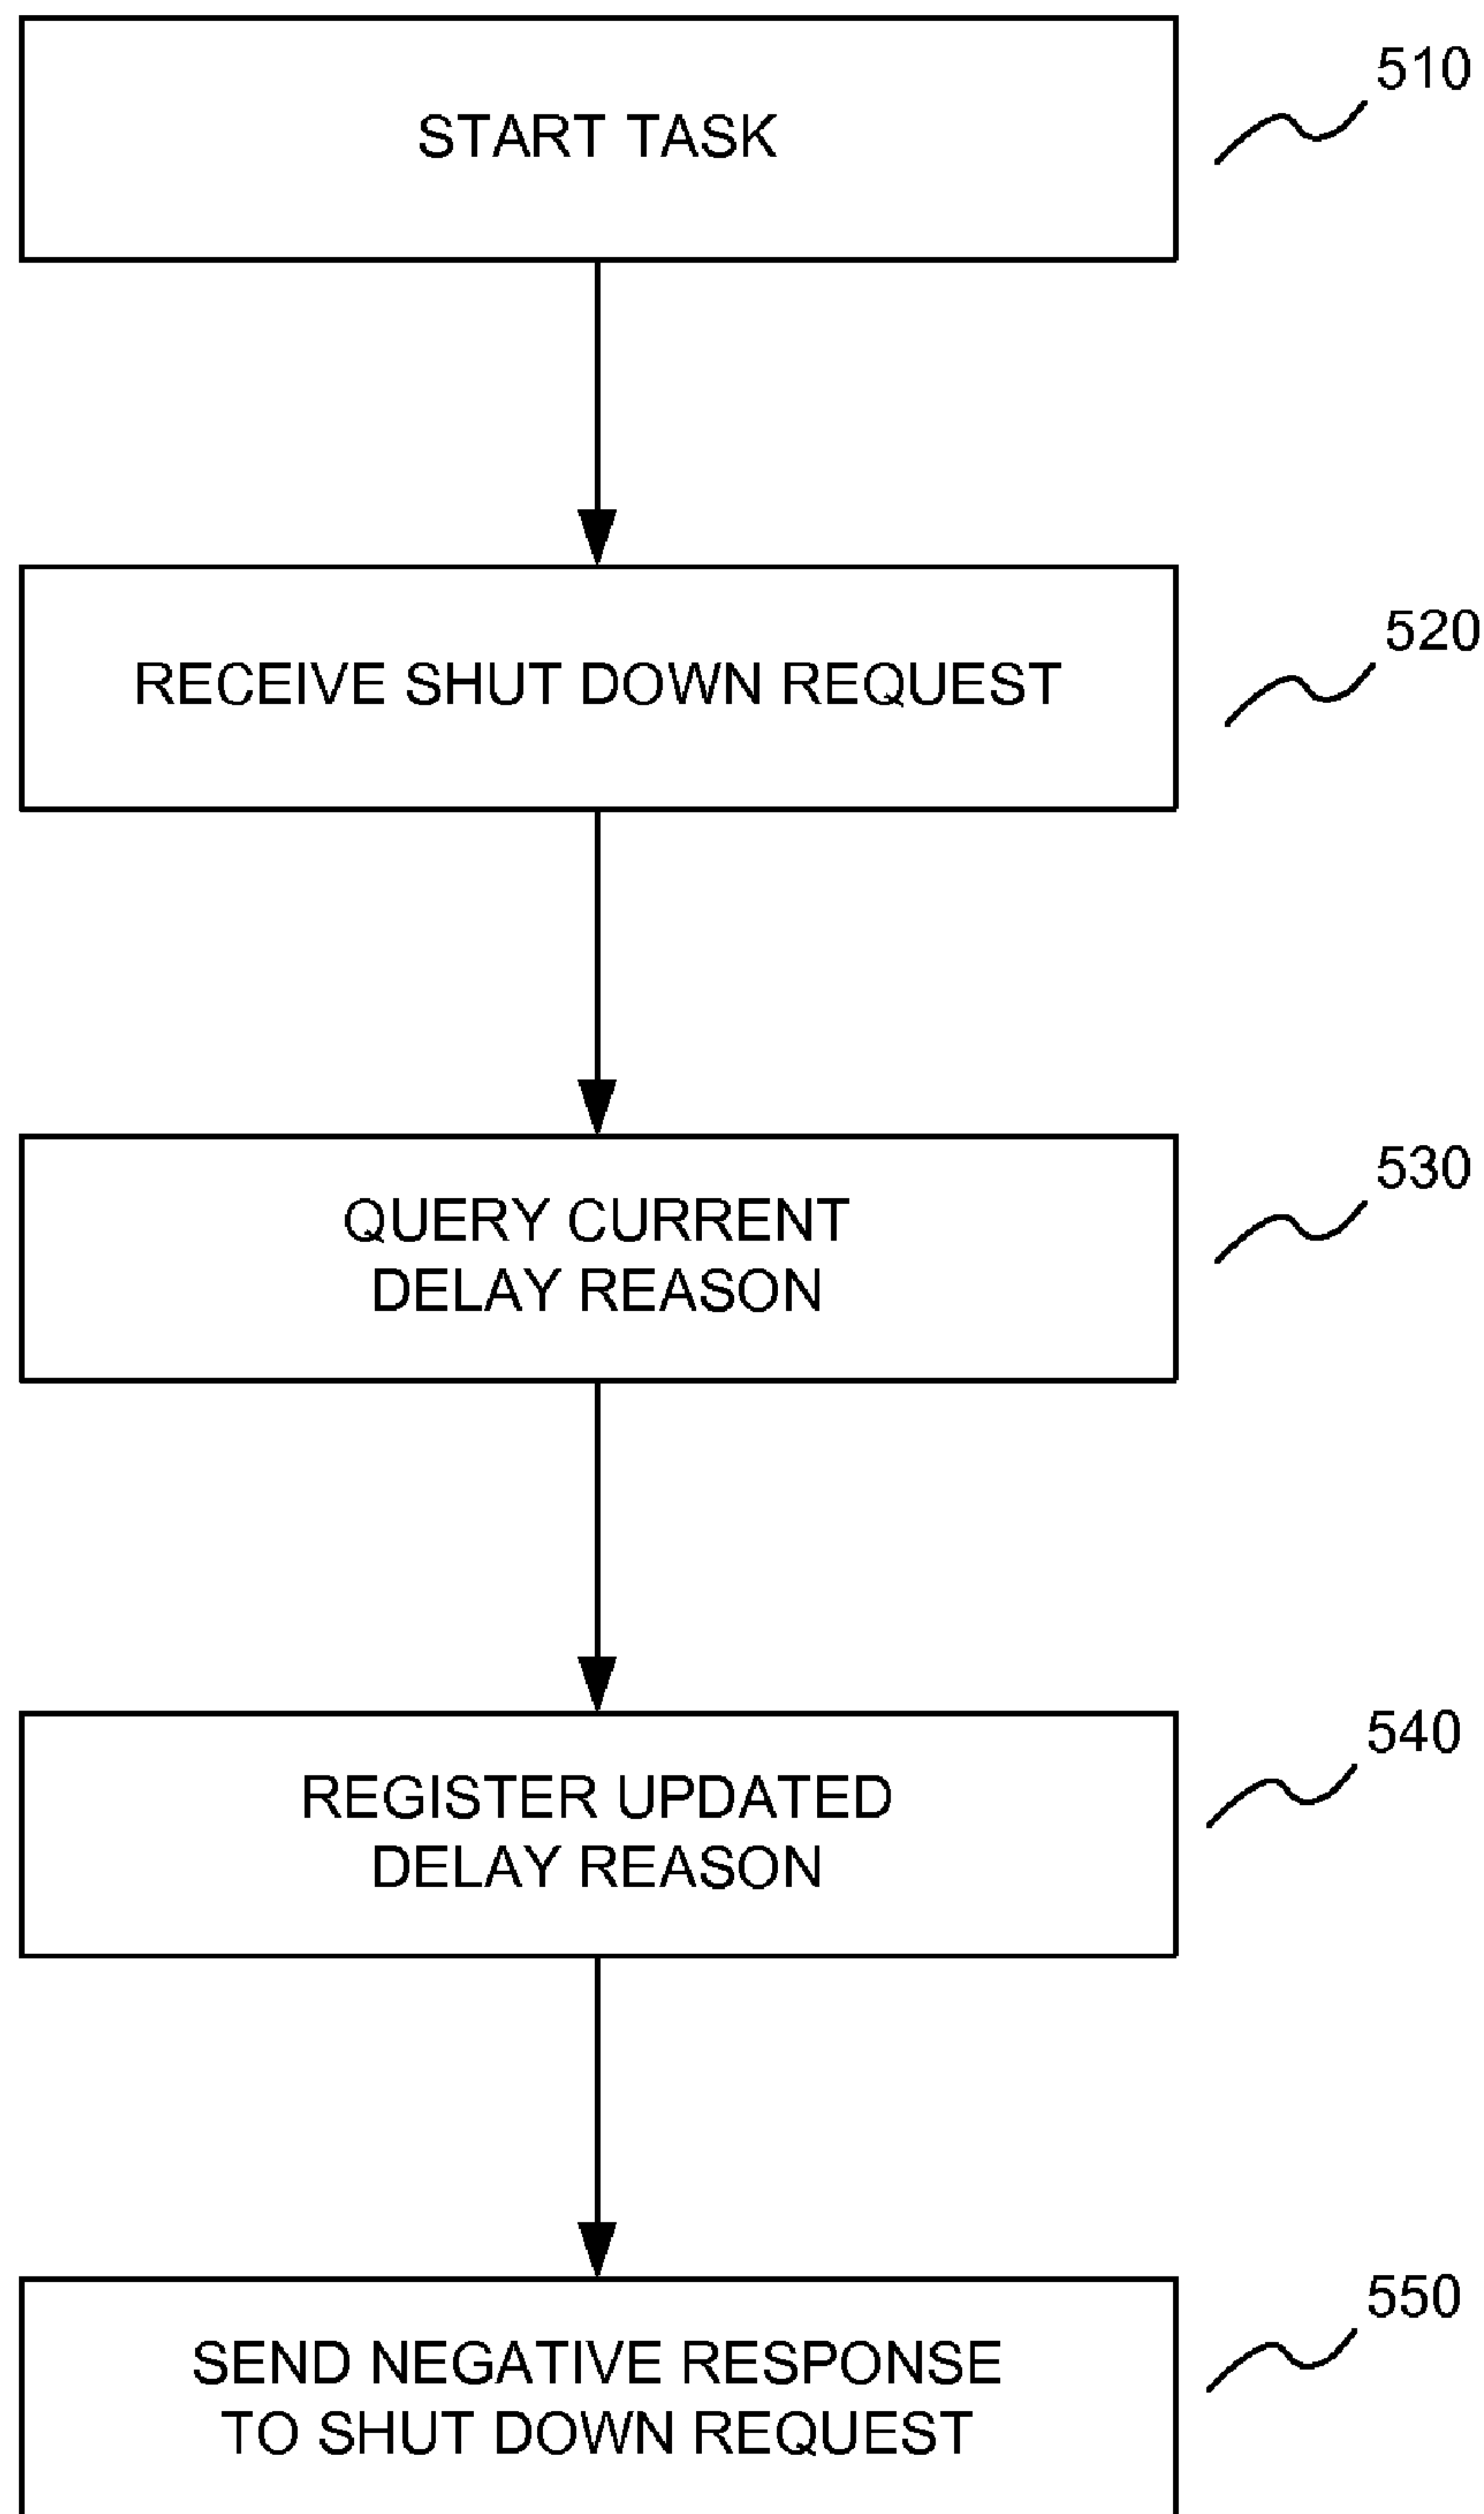 START TASK
510
RECEIVE SHUT DOWN REQUEST
520
QUERY CURRENT
DELAY REASON
530
REGISTER UPDATED
DELAY REASON
540
SEND NEGATIVE RESPONSE
TO SHUT DOWN REQUEST
550